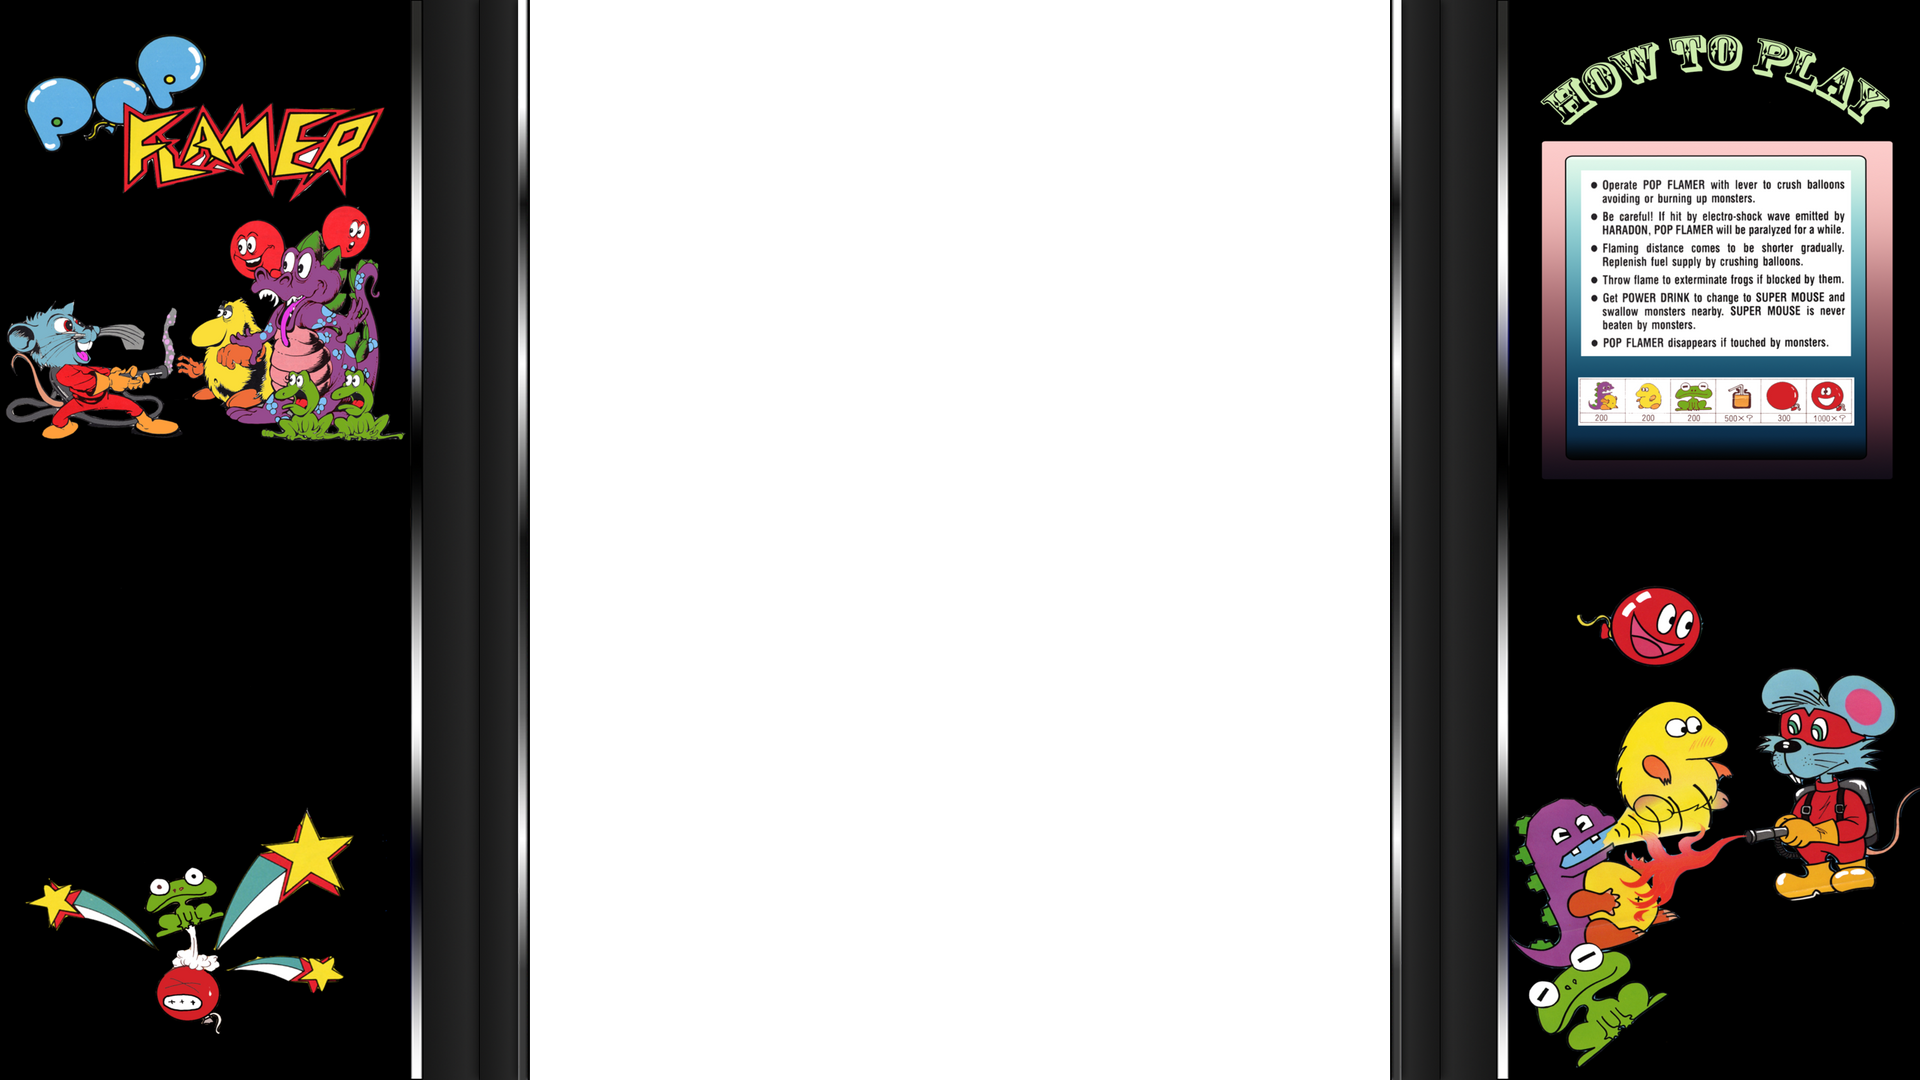 POP
FLAMER
HOW TO PLAY
● Operate POP FLAMER with lever to crush balloons
avoiding or burning up monsters.
● Be careful! If hit by electro-shock wave emitted by
HARADON, POP FLAMER will be paralyzed for a while.
● Flaming distance comes to be shorter gradually.
Replenish fuel supply by crushing balloons.
● Throw flame to exterminate frogs if blocked by them.
● Get POWER DRINK to change to SUPER MOUSE and
swallow monsters nearby. SUPER MOUSE is never
beaten by monsters.
● POP FLAMER disappears if touched by monsters.
200 200 200 500×? 300 1000×?